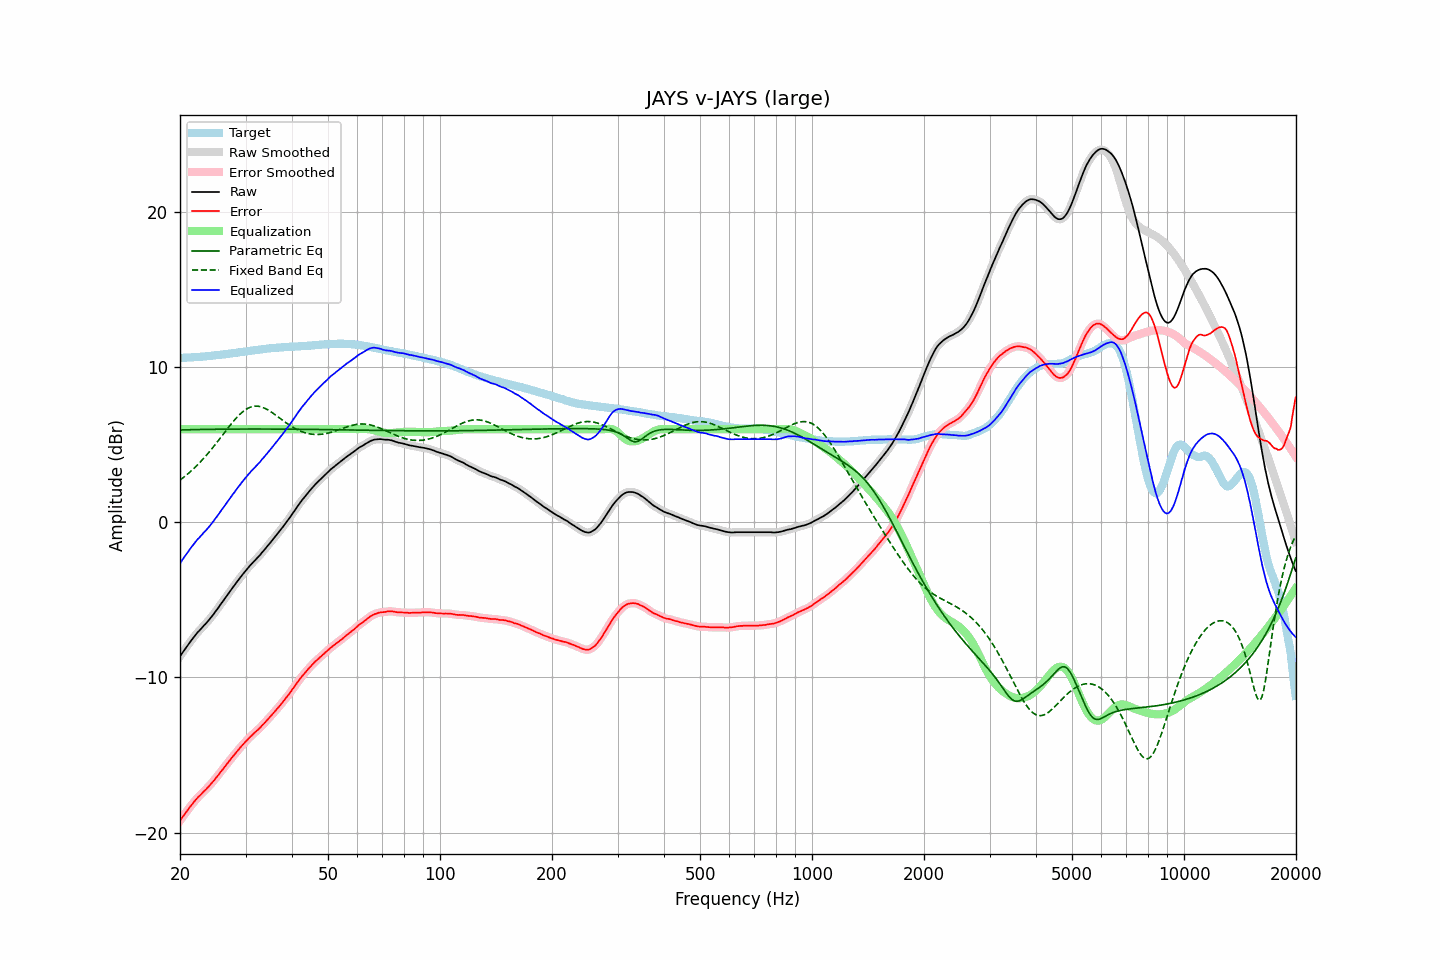 JAYS v-JAYS (large)
Target
Raw Smoothed
Error Smoothed
Raw
Error
Equalization
Parametric Eq
Fixed Band Eq
Equalized
Amplitude (dBr)
20
10
0
−10
−20
20
50
100
200
500
1000
2000
5000
10000
20000
Frequency (Hz)